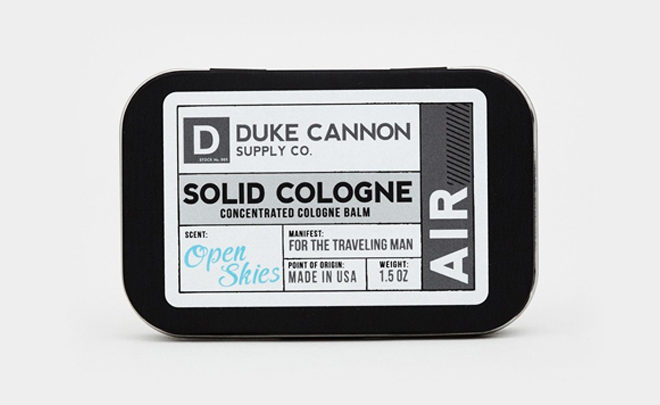 D
DUKE CANNON
SUPPLY CO.
SOLID COLOGNE
CONCENTRATED COLOGNE BALM
SCENT:
Open
Skies
MANIFEST:
FOR THE TRAVELING MAN
POINT OF ORIGIN:
MADE IN USA
WEIGHT:
1.5 OZ
AIR